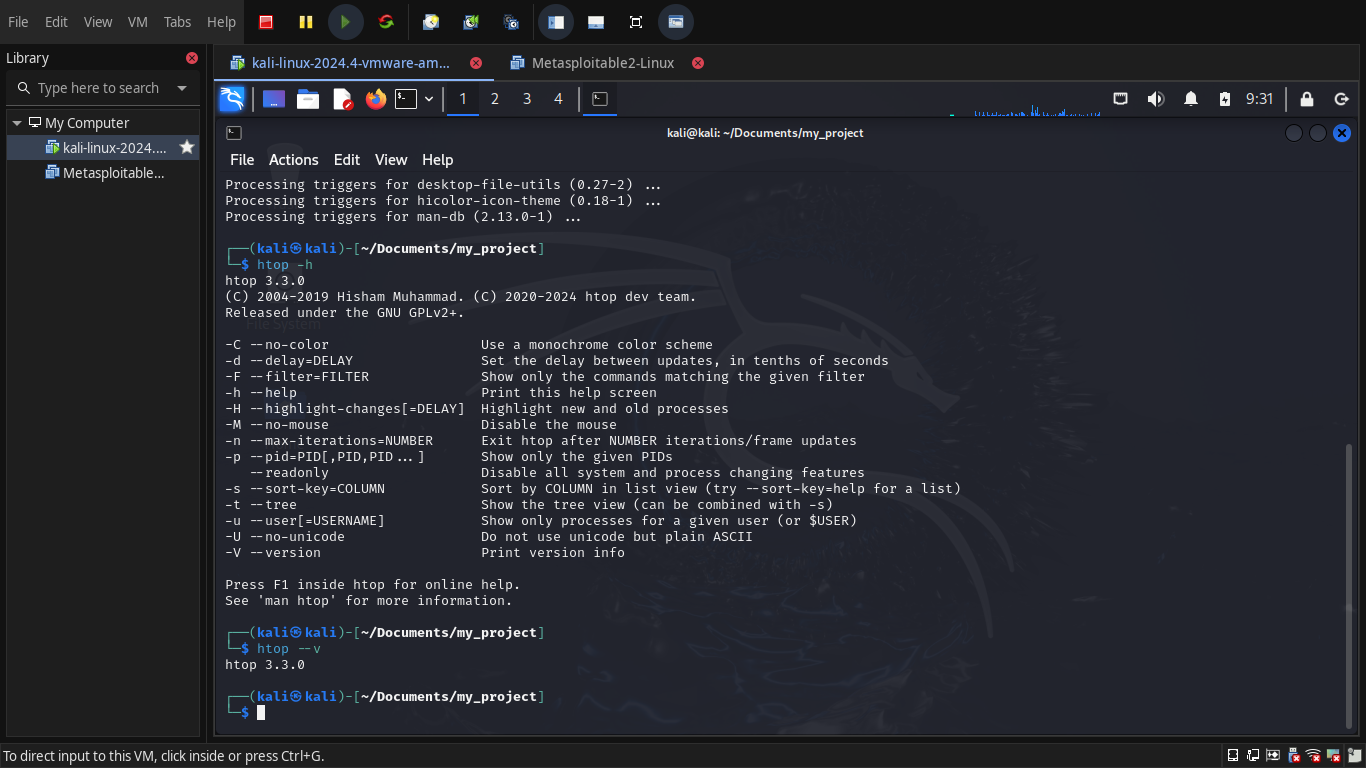 File Edit View VM Tabs Help
Library
Type here to search
My Computer
kali-linux-2024....
Metasploitable...
kali-linux-2024.4-vmware-am...
Metasploitable2-Linux
1 2 3 4
9:31
kali@kali: ~/Documents/my_project
File Actions Edit View Help
Processing triggers for desktop-file-utils (0.27-2) ...
Processing triggers for hicolor-icon-theme (0.18-1) ...
Processing triggers for man-db (2.13.0-1) ...
┌──(kali㉿kali)-[~/Documents/my_project]
└─$ htop -h
htop 3.3.0
(C) 2004-2019 Hisham Muhammad. (C) 2020-2024 htop dev team.
Released under the GNU GPLv2+.
File System
-C --no-color Use a monochrome color scheme
-d --delay=DELAY Set the delay between updates, in tenths of seconds
-F --filter=FILTER Show only the commands matching the given filter
-h --help Print this help screen
-H --highlight-changes[=DELAY] Highlight new and old processes
-M --no-mouse Disable the mouse
-n --max-iterations=NUMBER Exit htop after NUMBER iterations/frame updates
-p --pid=PID[,PID,PID...] Show only the given PIDs
--readonly Disable all system and process changing features
-s --sort-key=COLUMN Sort by COLUMN in list view (try --sort-key=help for a list)
-t --tree Show the tree view (can be combined with -s)
-u --user[=USERNAME] Show only processes for a given user (or $USER)
-U --no-unicode Do not use unicode but plain ASCII
-V --version Print version info
Press F1 inside htop for online help.
See 'man htop' for more information.
┌──(kali㉿kali)-[~/Documents/my_project]
└─$ htop --v
htop 3.3.0
┌──(kali㉿kali)-[~/Documents/my_project]
└─$
To direct input to this VM, click inside or press Ctrl+G.